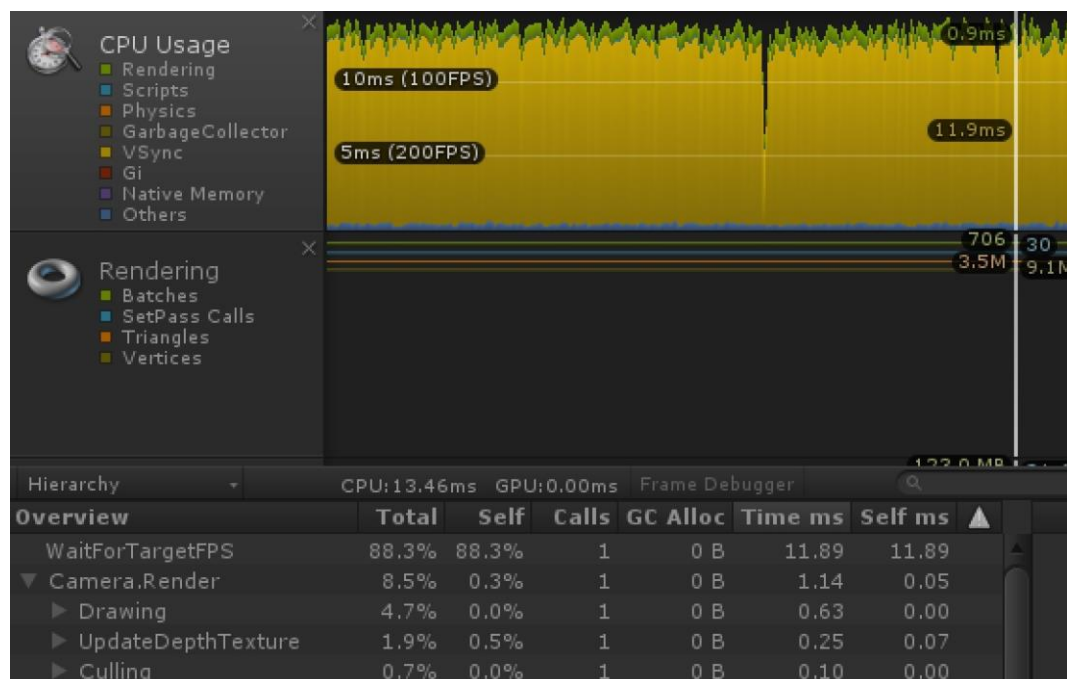 CPU Usage
Rendering
Scripts
Physics
GarbageCollector
VSync
Gi
Native Memory
Others
10ms (100FPS)
5ms (200FPS)
0.9ms
11.9ms
Rendering
Batches
SetPass Calls
Triangles
Vertices
706 30
3.5M 9.1M
123.0 MB
Hierarchy CPU:13.46ms GPU:0.00ms Frame Debugger
Overview Total Self Calls GC Alloc Time ms Self ms
WaitForTargetFPS 88.3% 88.3% 1 0 B 11.89 11.89
Camera.Render 8.5% 0.3% 1 0 B 1.14 0.05
Drawing 4.7% 0.0% 1 0 B 0.63 0.00
UpdateDepthTexture 1.9% 0.5% 1 0 B 0.25 0.07
Culling 0.7% 0.0% 1 0 B 0.10 0.00